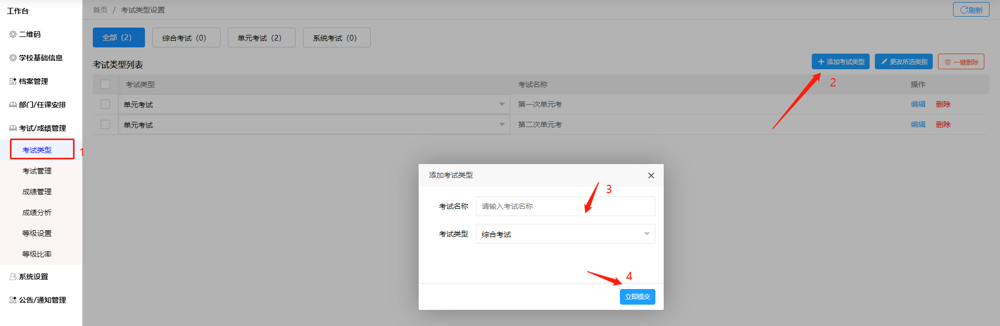 工作台
二维码
学校基础信息
档案管理
部门/任课安排
考试/成绩管理
考试类型
1
考试管理
成绩管理
成绩分析
等级设置
等级比率
系统设置
公告/通知管理
首页 / 考试类型设置
刷新
全部（2） 综合考试（0） 单元考试（2） 系统考试（0）
考试类型列表
添加考试类型 更改所选类别 一键删除
2
考试类型 考试名称 操作
单元考试 第一次单元考 编辑 删除
单元考试 第二次单元考 编辑 删除
添加考试类型
3
考试名称 请输入考试名称
考试类型 综合考试
4
立即提交